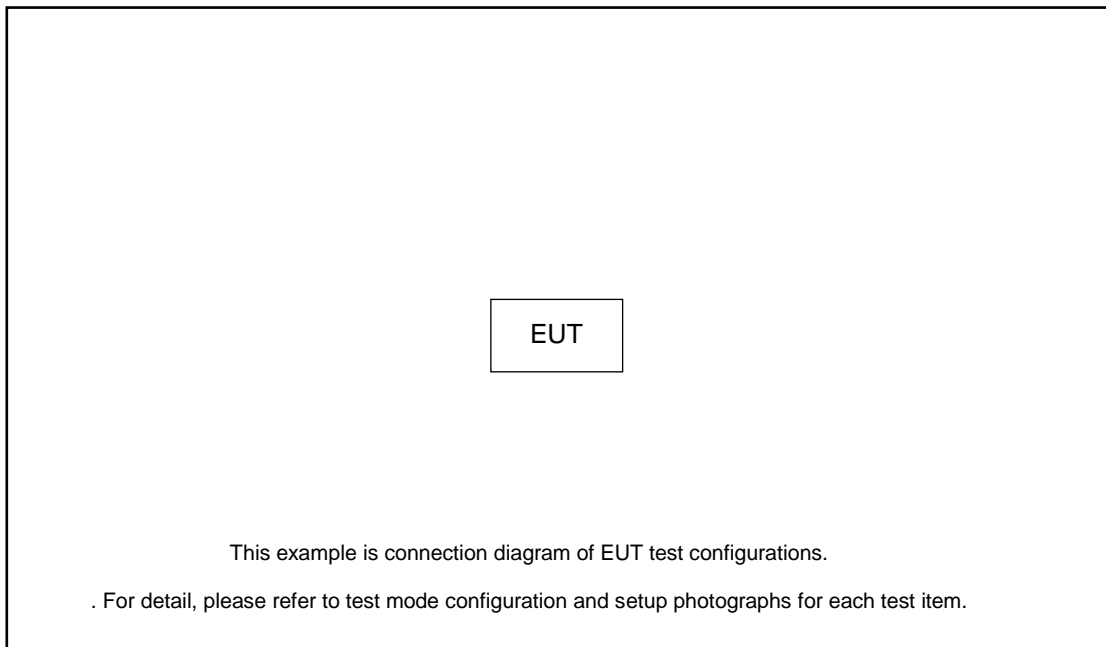 EUT
This example is connection diagram of EUT test configurations.
. For detail, please refer to test mode configuration and setup photographs for each test item.